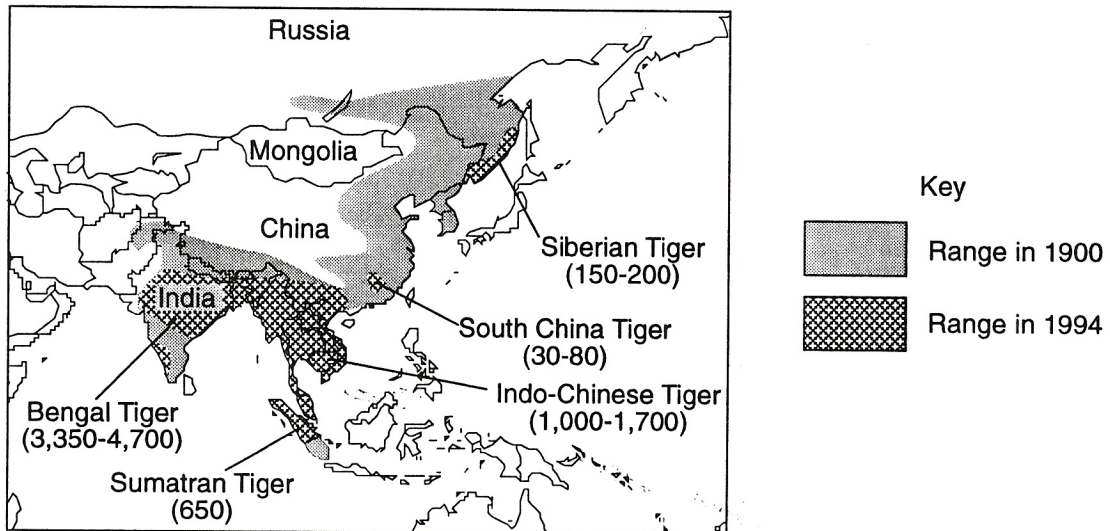 Russia
Mongolia
China
India
Siberian Tiger
(150-200)
South China Tiger
(30-80)
Indo-Chinese Tiger
(1,000-1,700)
Bengal Tiger
(3,350-4,700)
Sumatran Tiger
(650)
Key
Range in 1900
Range in 1994